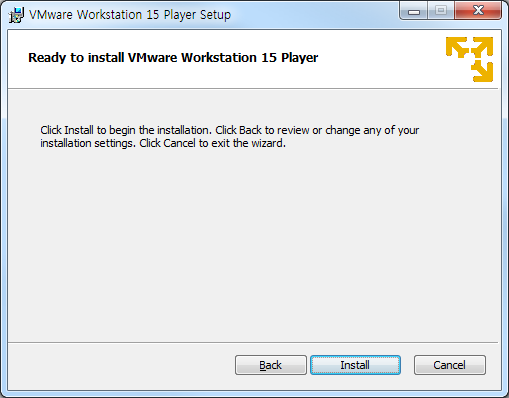 VMware Workstation 15 Player Setup
Ready to install VMware Workstation 15 Player
Click Install to begin the installation. Click Back to review or change any of your
installation settings. Click Cancel to exit the wizard.
Back
Install
Cancel